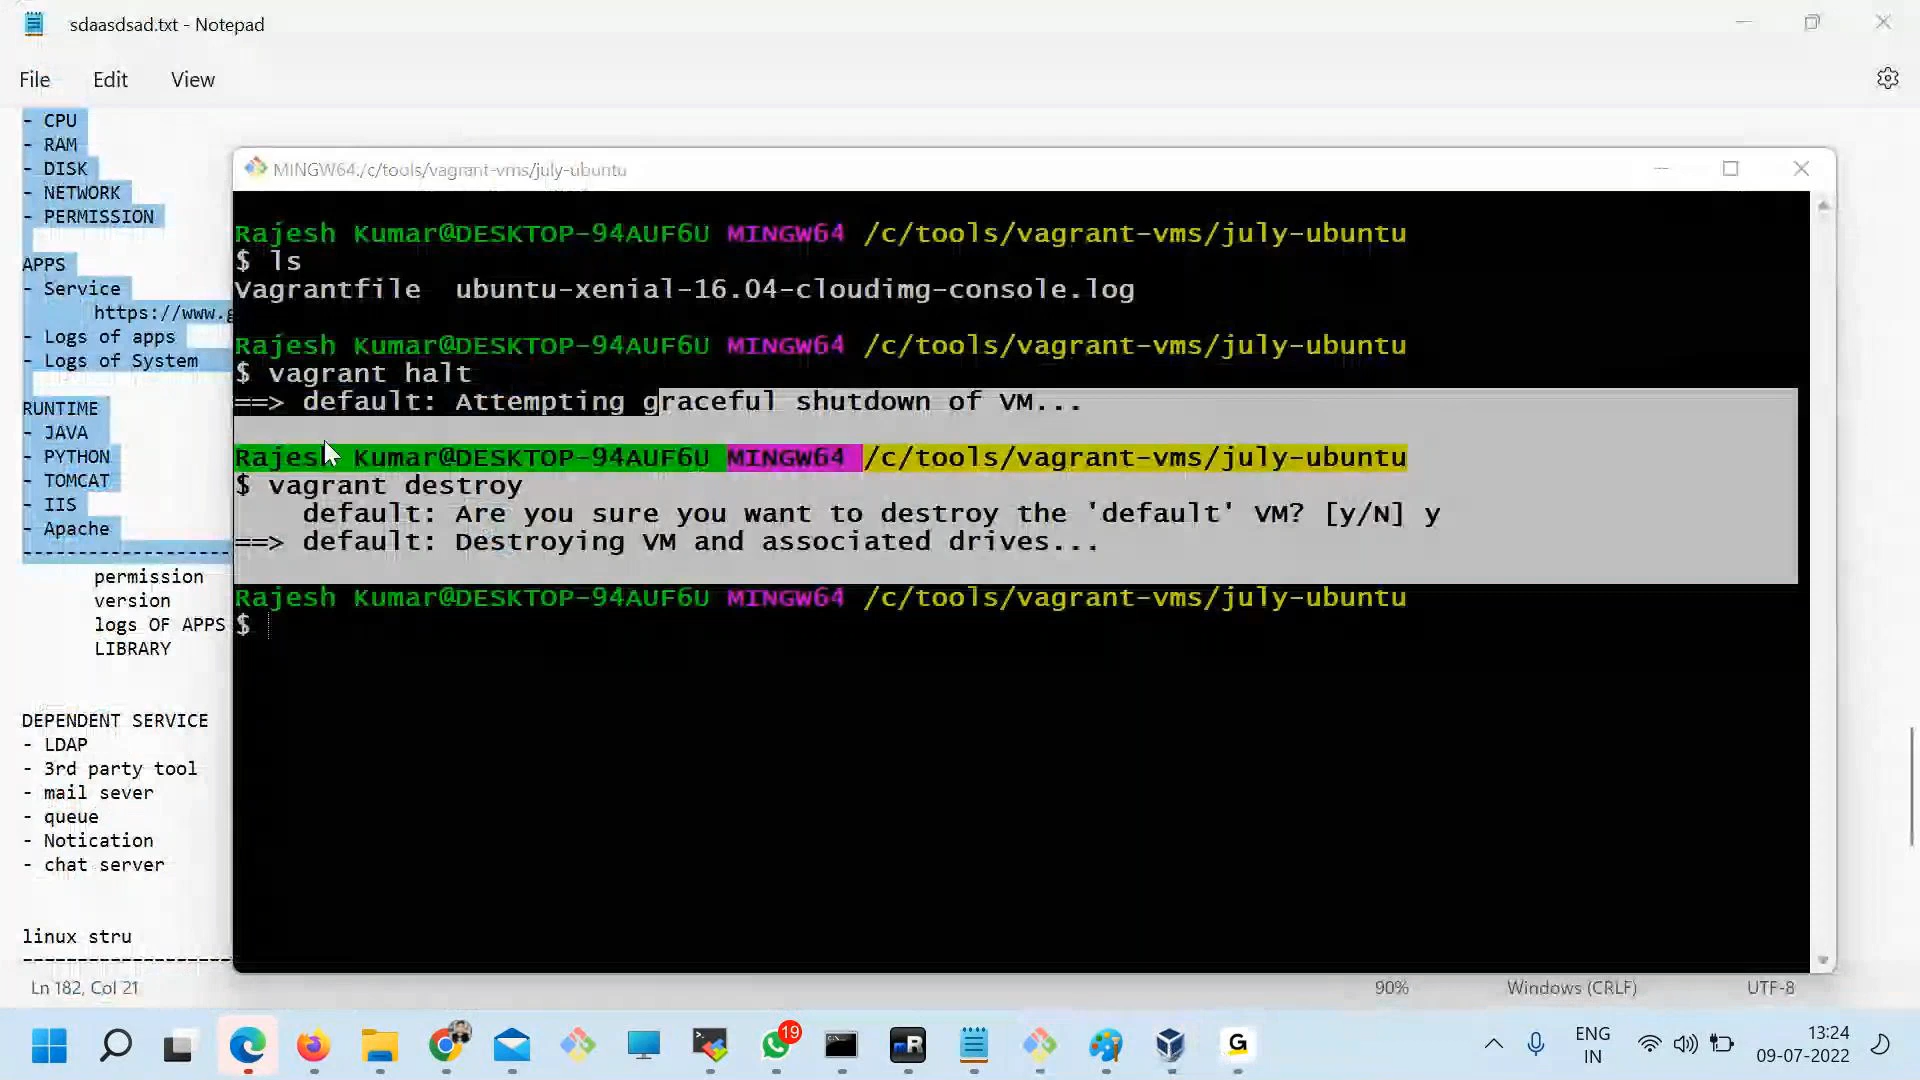 sdaasdsad.txt - Notepad
File Edit View
- CPU
- RAM
- DISK
- NETWORK
- PERMISSION
APPS
- Service
https://www.g
- Logs of apps
- Logs of System
RUNTIME
- JAVA
- PYTHON
- TOMCAT
- IIS
- Apache
-------------------
permission
version
logs OF APPS
LIBRARY
DEPENDENT SERVICE
- LDAP
- 3rd party tool
- mail sever
- queue
- Notication
- chat server
linux stru
-------------------
MINGW64:/c/tools/vagrant-vms/july-ubuntu
Rajesh Kumar@DESKTOP-94AUF6U MINGW64 /c/tools/vagrant-vms/july-ubuntu
$ ls
Vagrantfile  ubuntu-xenial-16.04-cloudimg-console.log
Rajesh Kumar@DESKTOP-94AUF6U MINGW64 /c/tools/vagrant-vms/july-ubuntu
$ vagrant halt
==> default: Attempting graceful shutdown of VM...
Rajesh Kumar@DESKTOP-94AUF6U MINGW64 /c/tools/vagrant-vms/july-ubuntu
$ vagrant destroy
default: Are you sure you want to destroy the 'default' VM? [y/N] y
==> default: Destroying VM and associated drives...
Rajesh Kumar@DESKTOP-94AUF6U MINGW64 /c/tools/vagrant-vms/july-ubuntu
$
Ln 182, Col 21 90% Windows (CRLF) UTF-8
19
R
G
ENG
IN
13:24
09-07-2022